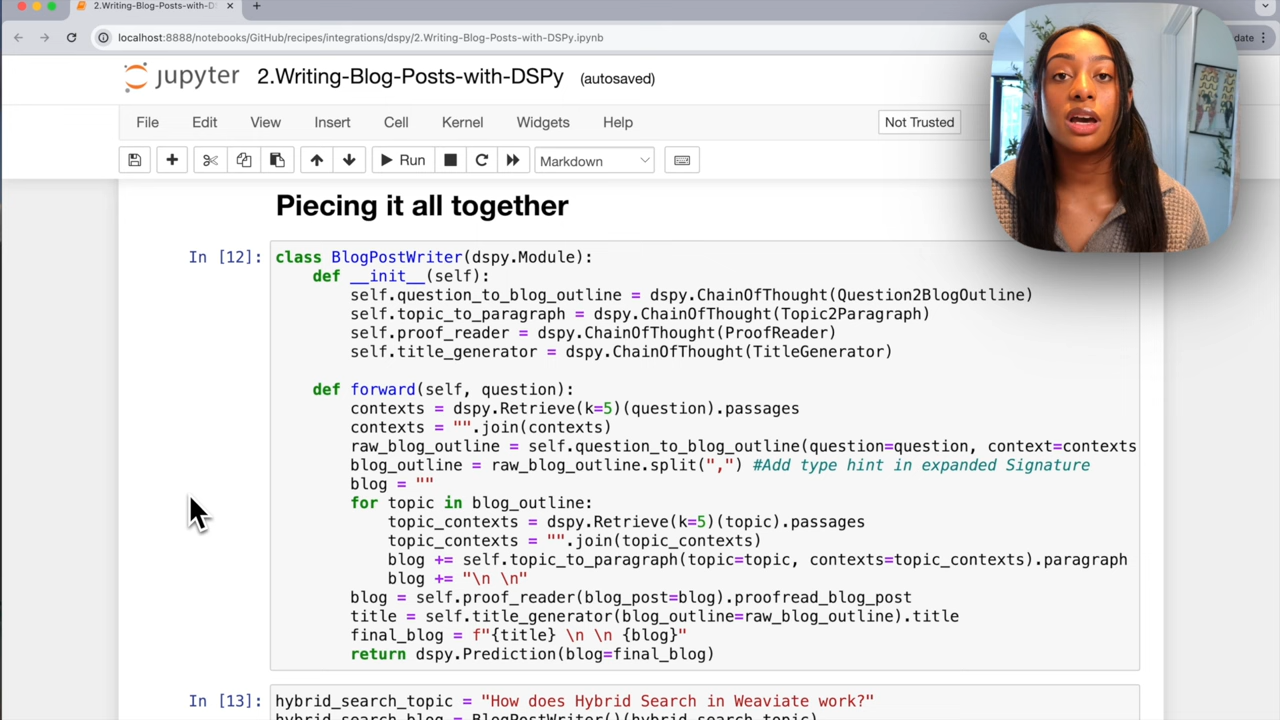 2.Writing-Blog-Posts-with-D
localhost:8888/notebooks/GitHub/recipes/integrations/dspy/2.Writing-Blog-Posts-with-DSPy.ipynb
date
jupyter 2.Writing-Blog-Posts-with-DSPy (autosaved)
File Edit View Insert Cell Kernel Widgets Help Not Trusted
Run Markdown
Piecing it all together
In [12]: class BlogPostWriter(dspy.Module):
def __init__(self):
self.question_to_blog_outline = dspy.ChainOfThought(Question2BlogOutline)
self.topic_to_paragraph = dspy.ChainOfThought(Topic2Paragraph)
self.proof_reader = dspy.ChainOfThought(ProofReader)
self.title_generator = dspy.ChainOfThought(TitleGenerator)
def forward(self, question):
contexts = dspy.Retrieve(k=5)(question).passages
contexts = "".join(contexts)
raw_blog_outline = self.question_to_blog_outline(question=question, context=contexts
blog_outline = raw_blog_outline.split(",") #Add type hint in expanded Signature
blog = ""
for topic in blog_outline:
topic_contexts = dspy.Retrieve(k=5)(topic).passages
topic_contexts = "".join(topic_contexts)
blog += self.topic_to_paragraph(topic=topic, contexts=topic_contexts).paragraph
blog += "\n \n"
blog = self.proof_reader(blog_post=blog).proofread_blog_post
title = self.title_generator(blog_outline=raw_blog_outline).title
final_blog = f"{title} \n \n {blog}"
return dspy.Prediction(blog=final_blog)
In [13]: hybrid_search_topic = "How does Hybrid Search in Weaviate work?"
hybrid_search_blog = BlogPostWriter()(hybrid_search_topic)